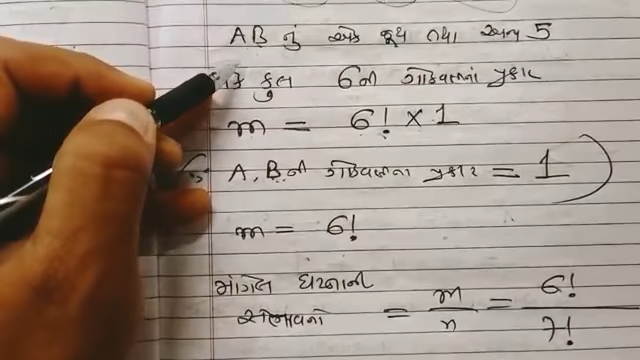 AB નું એક જૂથ તથા અન્ય 5
કુલ 6ની ગોઠવણીના પ્રકાર
m = 6! × 1
A, Bની ગોઠવણીના પ્રકાર = 1 )
m = 6!
માંગેલ ઘટનાની
સંભાવના = m/n = 6!/7!